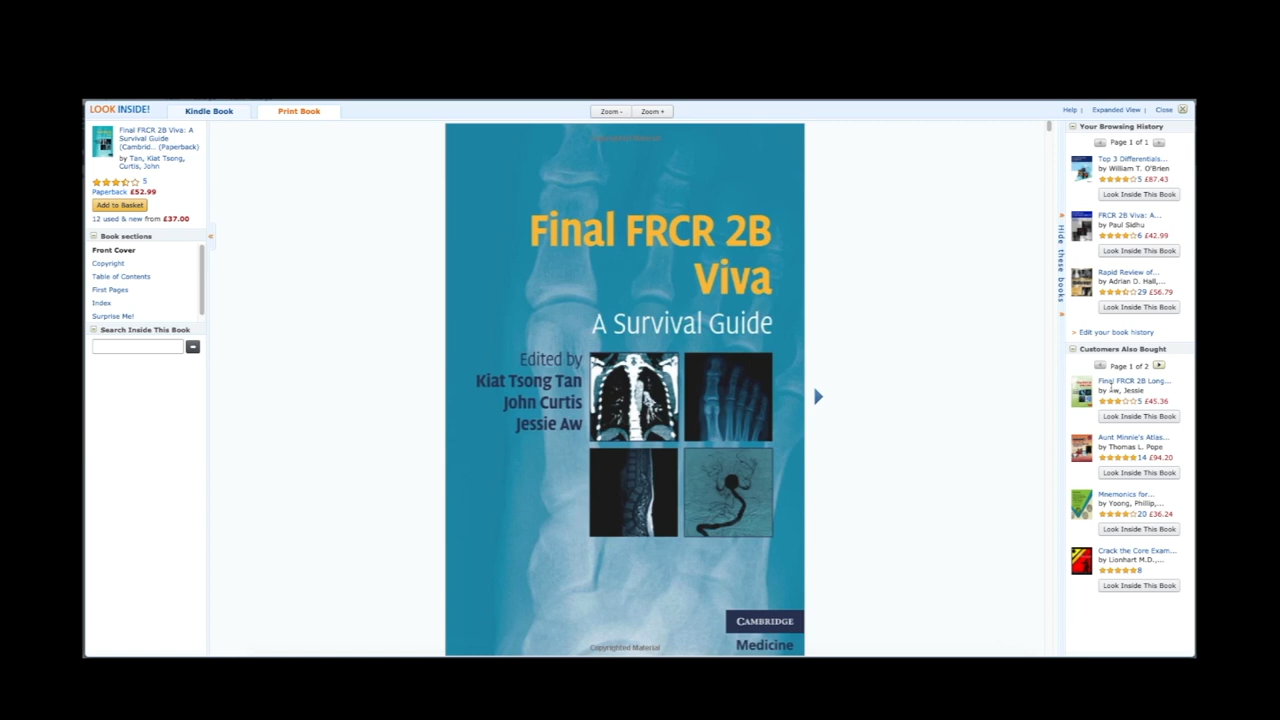 LOOK INSIDE!
Kindle Book
Print Book
Zoom -
Zoom +
Help |
Expanded View |
Close
Final FRCR 2B Viva: A
Survival Guide
(Cambrid... (Paperback)
by Tan, Kiat Tsong,
Curtis, John
5
Paperback £52.99
Add to Basket
12 used & new from £37.00
Book sections
Front Cover
Copyright
Table of Contents
First Pages
Index
Surprise Me!
Search Inside This Book
Final FRCR 2B
Viva
A Survival Guide
Edited by
Kiat Tsong Tan
John Curtis
Jessie Aw
CAMBRIDGE
Medicine
Copyrighted Material
Hide these books
Your Browsing History
Page 1 of 1
Top 3 Differentials...
by William T. O'Brien
5 £87.43
Look Inside This Book
FRCR 2B Viva: A...
by Paul Sidhu
6 £42.99
Look Inside This Book
Rapid Review of...
by Adrian D. Hall,...
29 £56.79
Look Inside This Book
> Edit your book history
Customers Also Bought
Page 1 of 2
Final FRCR 2B Long...
by Aw, Jessie
5 £45.36
Look Inside This Book
Aunt Minnie's Atlas...
by Thomas L. Pope
14 £94.20
Look Inside This Book
Mnemonics for...
by Yoong, Phillip,...
20 £36.24
Look Inside This Book
Crack the Core Exam...
by Lionhart M.D.,...
8
Look Inside This Book